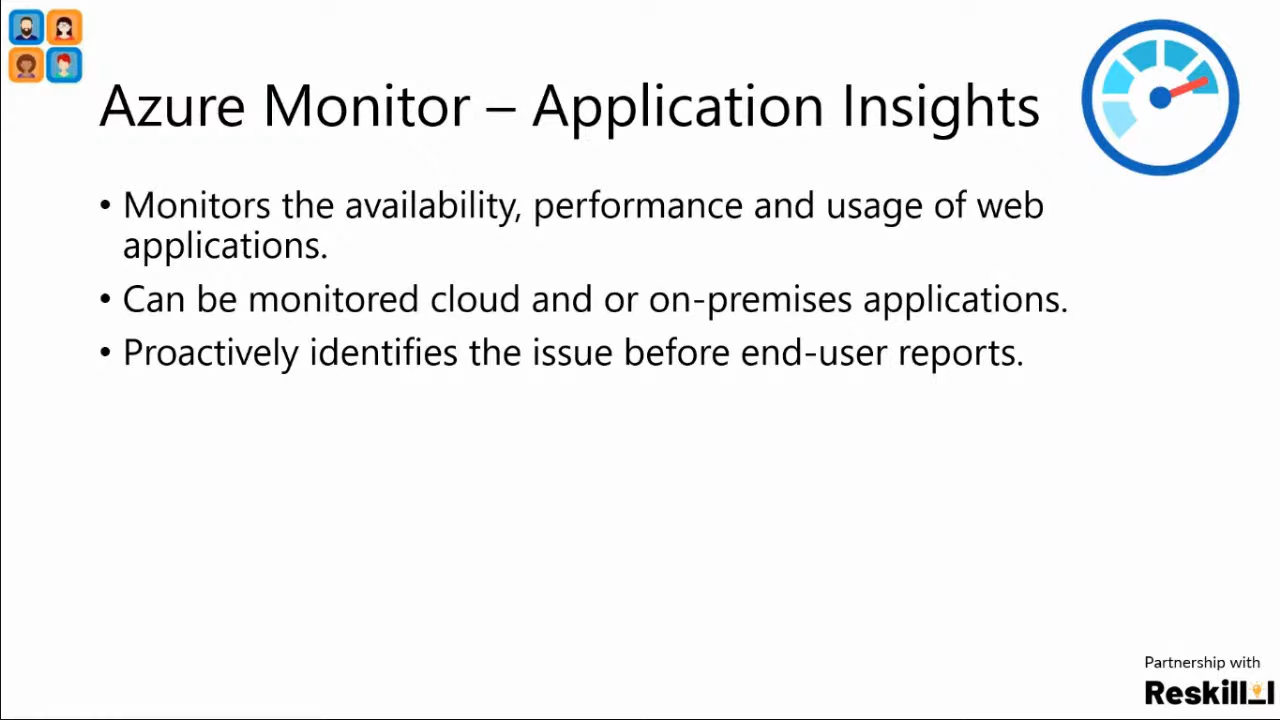 Azure Monitor – Application Insights
• Monitors the availability, performance and usage of web
applications.
• Can be monitored cloud and or on-premises applications.
• Proactively identifies the issue before end-user reports.
Partnership with
Reskilll